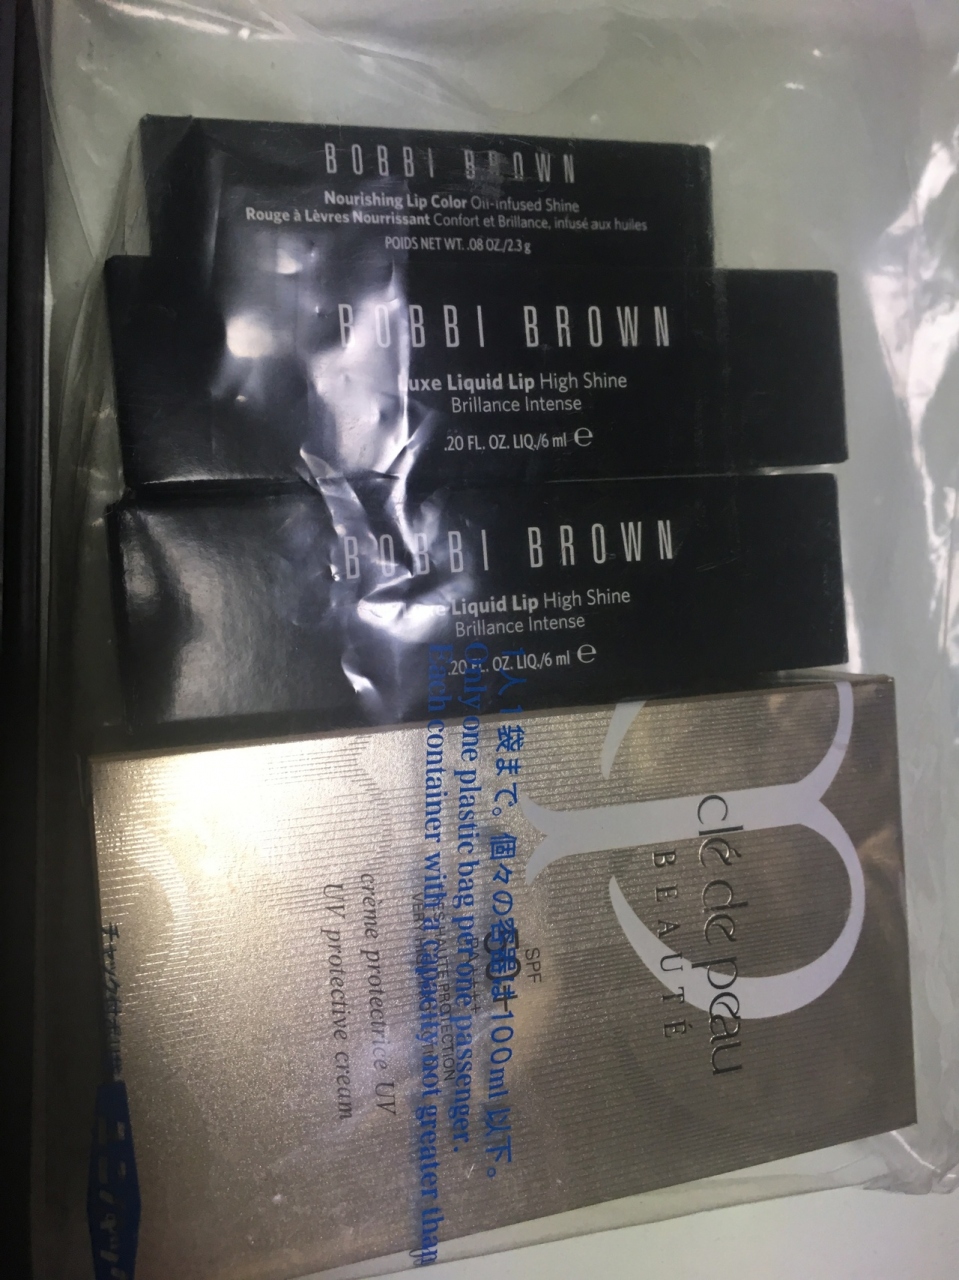 BOBBI BROWN
Nourishing Lip Color Oil-infused Shine
Rouge à Lèvres Nourrissant Confort et Brillance, infusé aux huiles
POIDS NET WT. .08 OZ./2.3 g
BOBBI BROWN
Luxe Liquid Lip High Shine
Brillance Intense
.20 FL. OZ. LIQ./6 ml e
BOBBI BROWN
Liquid Lip High Shine
Brillance Intense
.20 FL. OZ. LIQ./6 ml e
clé de peau
BEAUTÉ
SPF
50+
crème protectrice UV
UV protective cream
1人1袋まで。個々の容器は100ml 以下。
Only one plastic bag per one passenger.
Each container with a capacity not greater than